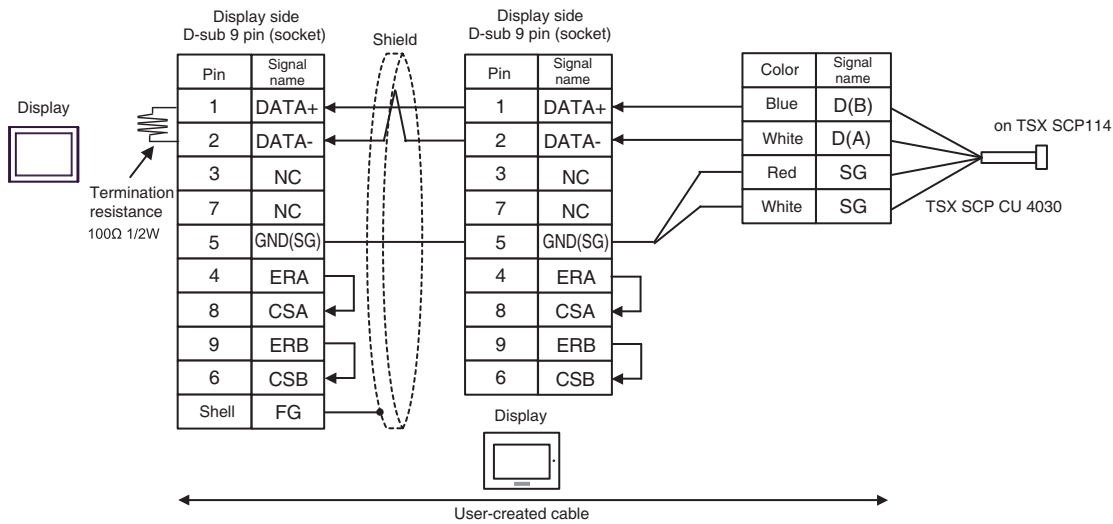 Display side
D-sub 9 pin (socket)
Shield
Display side
D-sub 9 pin (socket)
Display
Termination
resistance
100Ω 1/2W
Pin Signal name
1 DATA+
2 DATA-
3 NC
7 NC
5 GND(SG)
4 ERA
8 CSA
9 ERB
6 CSB
Shell FG
Pin Signal name
1 DATA+
2 DATA-
3 NC
7 NC
5 GND(SG)
4 ERA
8 CSA
9 ERB
6 CSB
Display
Color Signal name
Blue D(B)
White D(A)
Red SG
White SG
on TSX SCP114
TSX SCP CU 4030
User-created cable